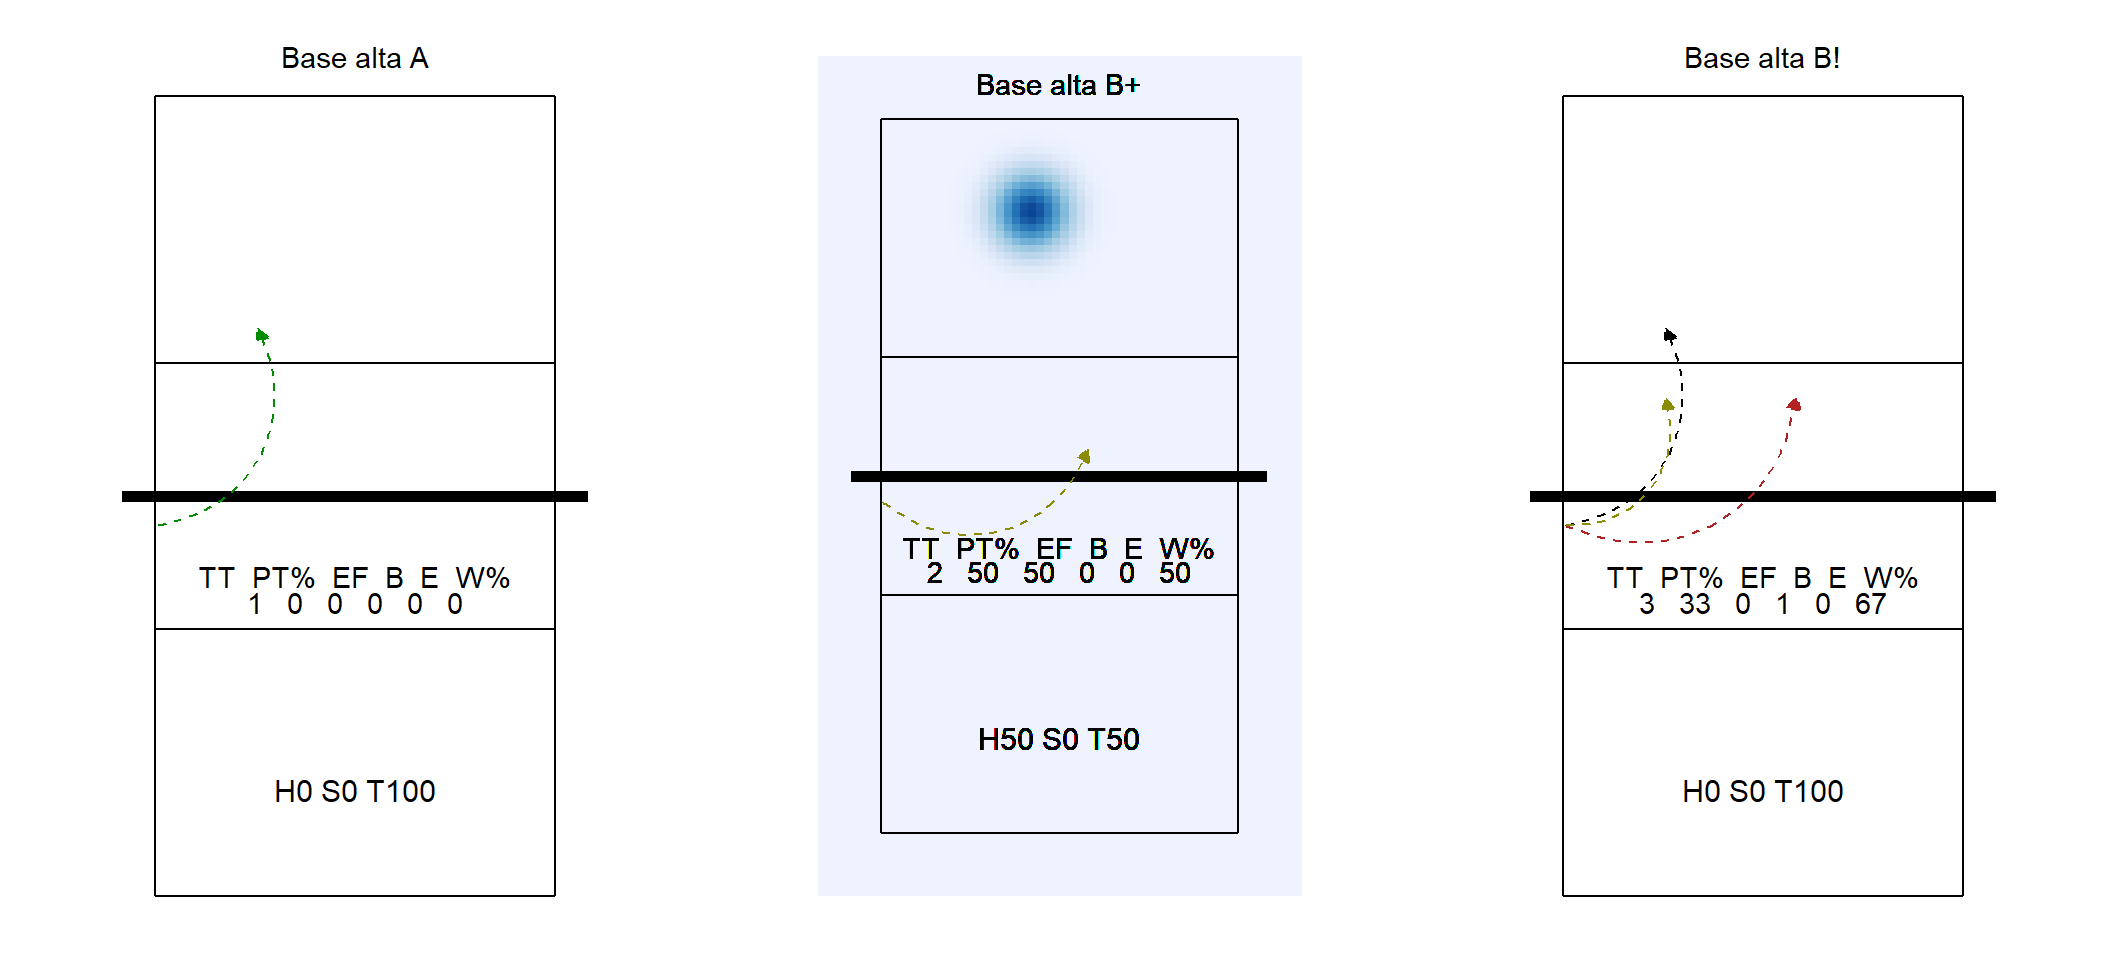 Base alta A
TT PT% EF B E W%
1 0 0 0 0 0
H0 S0 T100
Base alta B+
TT PT% EF B E W%
2 50 50 0 0 50
H50 S0 T50
Base alta B!
TT PT% EF B E W%
3 33 0 1 0 67
H0 S0 T100